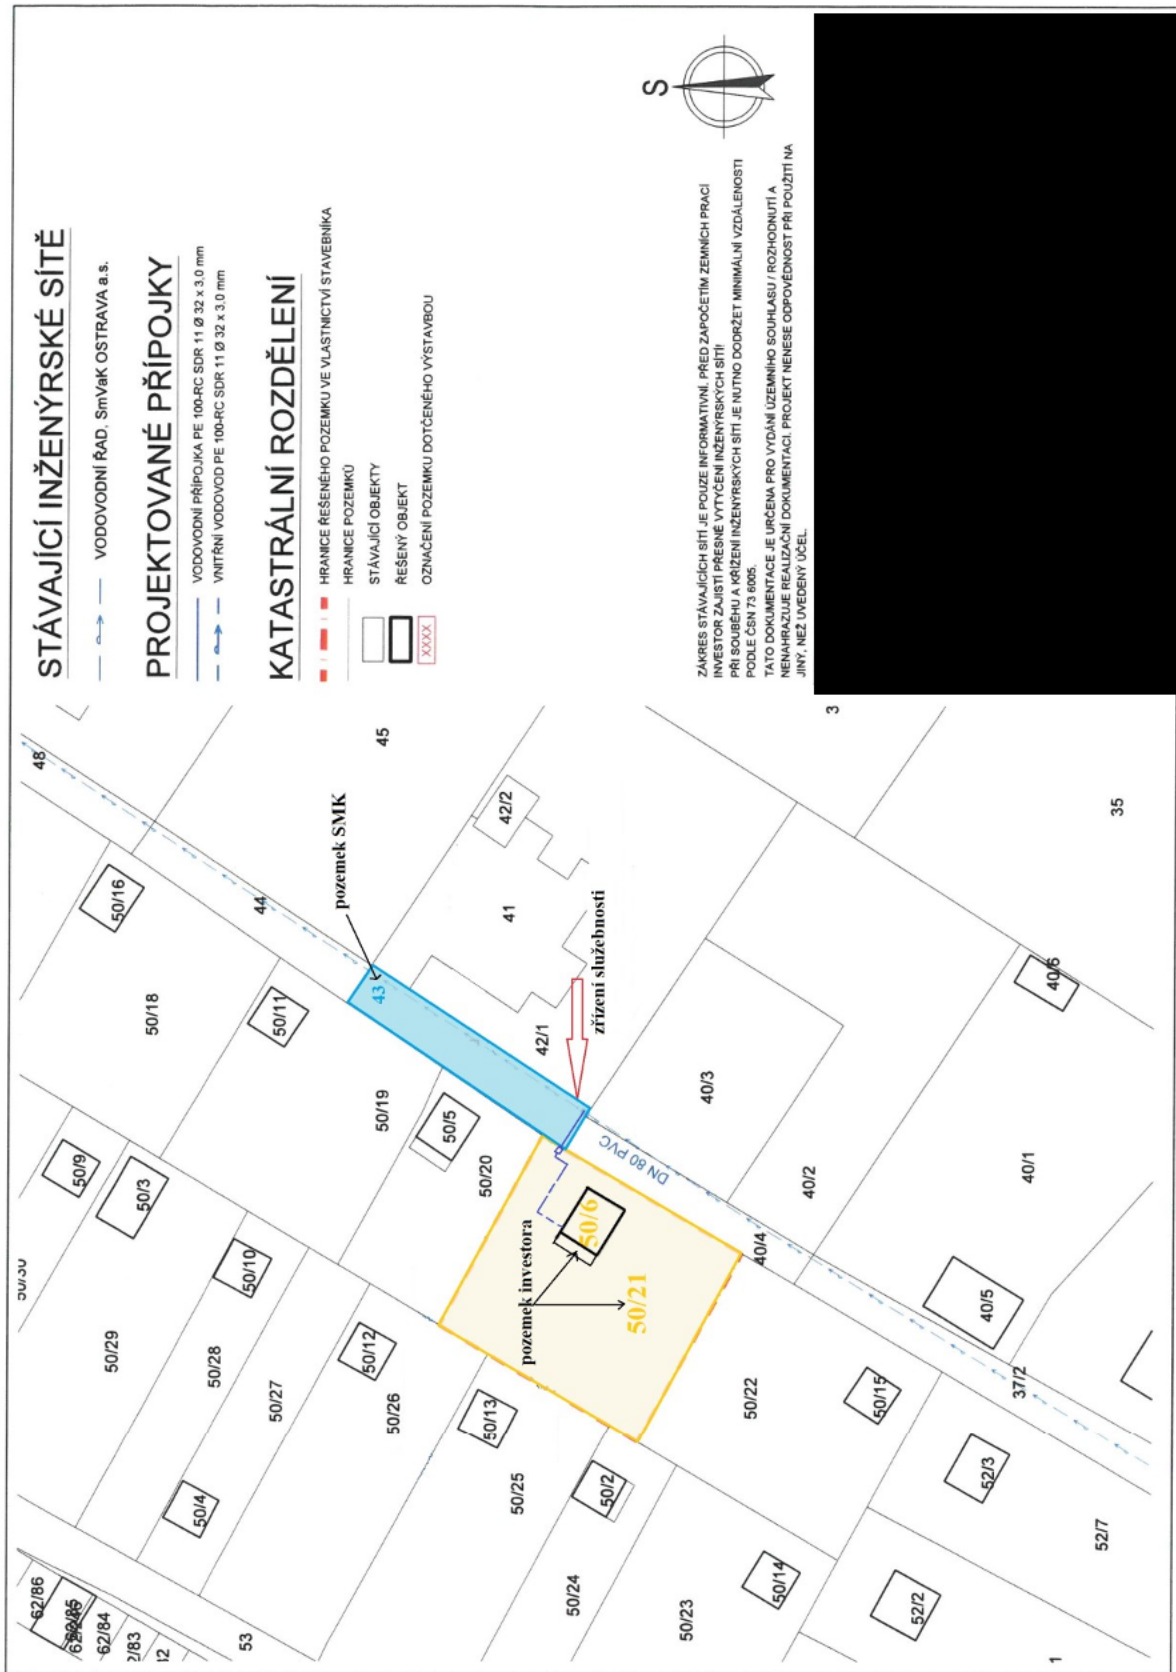 STÁVAJÍCÍ INŽENÝRSKÉ SÍTĚ
VODOVODNÍ ŘAD, SmVaK OSTRAVA a.s.
PROJEKTOVANÉ PŘÍPOJKY
VODOVODNÍ PŘÍPOJKA PE 100-RC SDR 11 Ø 32 x 3,0 mm
VNITŘNÍ VODOVOD PE 100-RC SDR 11 Ø 32 x 3,0 mm
KATASTRÁLNÍ ROZDĚLENÍ
HRANICE ŘEŠENÉHO POZEMKU VE VLASTNICTVÍ STAVEBNÍKA
HRANICE POZEMKŮ
STÁVAJÍCÍ OBJEKTY
ŘEŠENÝ OBJEKT
XXXX
OZNAČENÍ POZEMKU DOTČENÉHO VÝSTAVBOU
S
ZÁKRES STÁVAJÍCÍCH SÍTÍ JE POUZE INFORMATIVNÍ. PŘED ZAPOČETÍM ZEMNÍCH PRACÍ
INVESTOR ZAJISTÍ PŘESNÉ VYTYČENÍ INŽENÝRSKÝCH SÍTÍ!
PŘI SOUBĚHU A KŘÍŽENÍ INŽENÝRSKÝCH SÍTÍ JE NUTNO DODRŽET MINIMÁLNÍ VZDÁLENOSTI
PODLE ČSN 73 6005.
TATO DOKUMENTACE JE URČENA PRO VYDÁNÍ ÚZEMNÍHO SOUHLASU / ROZHODNUTÍ A
NENAHRAZUJE REALIZAČNÍ DOKUMENTACI. PROJEKT NENESE ODPOVĚDNOST PŘI POUŽITÍ NA
JINÝ, NEŽ UVEDENÝ ÚČEL.
48
45
3
35
50/16
44
pozemek SMK
42/2
41
43
zřízení služebnosti
50/18
50/11
42/1
40/6
50/19
50/5
50/20
40/3
DN 80 PVC
40/2
40/1
50/9
50/3
50/10
50/6
pozemek investora
50/21
40/4
40/5
50/30
50/29
50/28
50/27
50/12
50/26
50/13
50/25
50/22
50/15
37/2
50/4
50/2
50/24
50/23
50/14
52/3
52/7
52/2
62/86
62/84
53
1